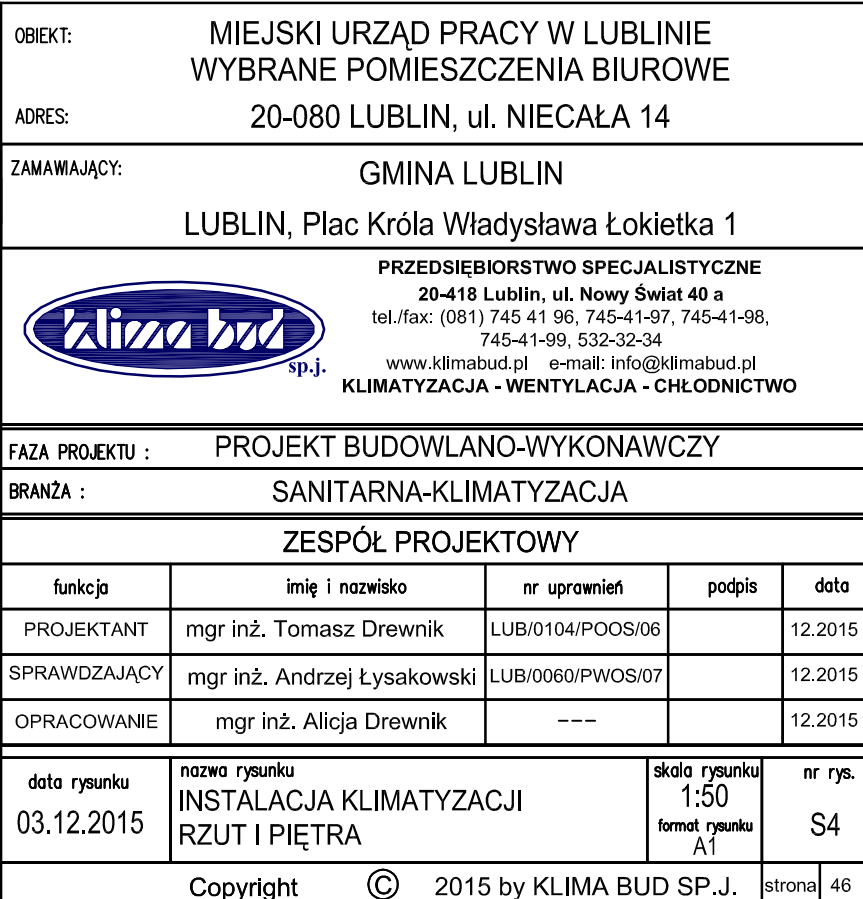 OBIEKT: MIEJSKI URZĄD PRACY W LUBLINIE
WYBRANE POMIESZCZENIA BIUROWE
ADRES: 20-080 LUBLIN, ul. NIECAŁA 14
ZAMAWIAJĄCY: GMINA LUBLIN
LUBLIN, Plac Króla Władysława Łokietka 1
klima bud
sp.j.
PRZEDSIĘBIORSTWO SPECJALISTYCZNE
20-418 Lublin, ul. Nowy Świat 40 a
tel./fax: (081) 745 41 96, 745-41-97, 745-41-98,
745-41-99, 532-32-34
www.klimabud.pl e-mail: info@klimabud.pl
KLIMATYZACJA - WENTYLACJA - CHŁODNICTWO
FAZA PROJEKTU : PROJEKT BUDOWLANO-WYKONAWCZY
BRANŻA : SANITARNA-KLIMATYZACJA
ZESPÓŁ PROJEKTOWY
funkcja imię i nazwisko nr uprawnień podpis data
PROJEKTANT mgr inż. Tomasz Drewnik LUB/0104/POOS/06 12.2015
SPRAWDZAJĄCY mgr inż. Andrzej Łysakowski LUB/0060/PWOS/07 12.2015
OPRACOWANIE mgr inż. Alicja Drewnik --- 12.2015
data rysunku
03.12.2015
nazwa rysunku
INSTALACJA KLIMATYZACJI
RZUT I PIĘTRA
skala rysunku
1:50
format rysunku
A1
nr rys.
S4
Copyright © 2015 by KLIMA BUD SP.J. strona 46